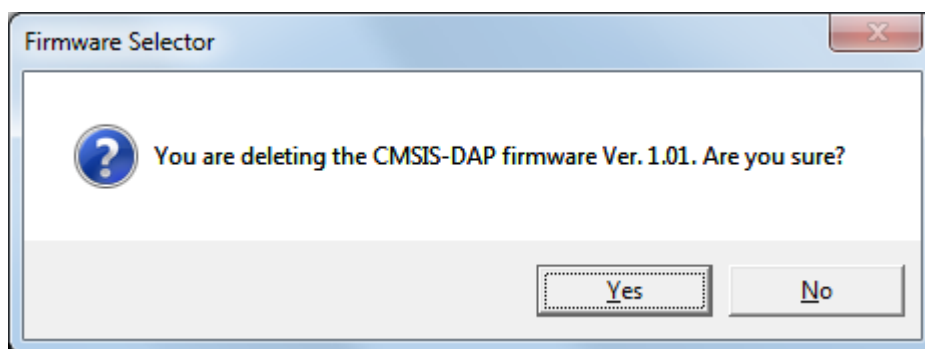 Firmware Selector
You are deleting the CMSIS-DAP firmware Ver. 1.01. Are you sure?
Yes
No